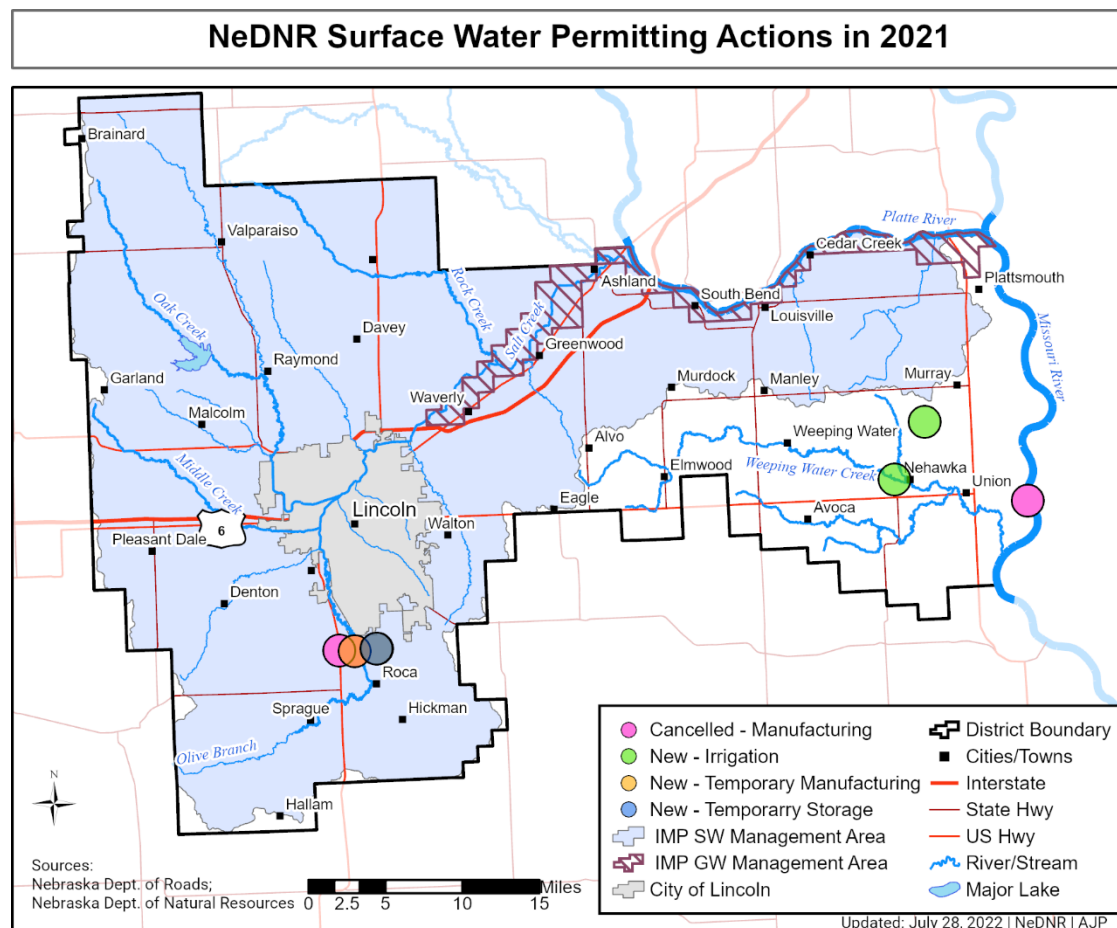 NeDNR Surface Water Permitting Actions in 2021
Brainard
Valparaiso
Platte River
Cedar Creek
Ashland
Plattsmouth
Rock Creek
South Bend
Oak Creek
Louisville
Salt Creek
Missouri River
Davey
Greenwood
Raymond
Garland
Murdock
Manley
Murray
Waverly
Malcolm
Alvo
Weeping Water
Middle Creek
Elmwood
Weeping Water Creek
Nehawka
Eagle
Union
Lincoln
Avoca
Walton
6
Pleasant Dale
Denton
Roca
Sprague
Hickman
Olive Branch
Hallam
N
Cancelled - Manufacturing
New - Irrigation
New - Temporary Manufacturing
New - Temporarry Storage
IMP SW Management Area
IMP GW Management Area
City of Lincoln
District Boundary
Cities/Towns
Interstate
State Hwy
US Hwy
River/Stream
Major Lake
Sources:
Nebraska Dept. of Roads;
Nebraska Dept. of Natural Resources
Miles
0 2.5 5 10 15
Updated: July 28, 2022 | NeDNR | AJP